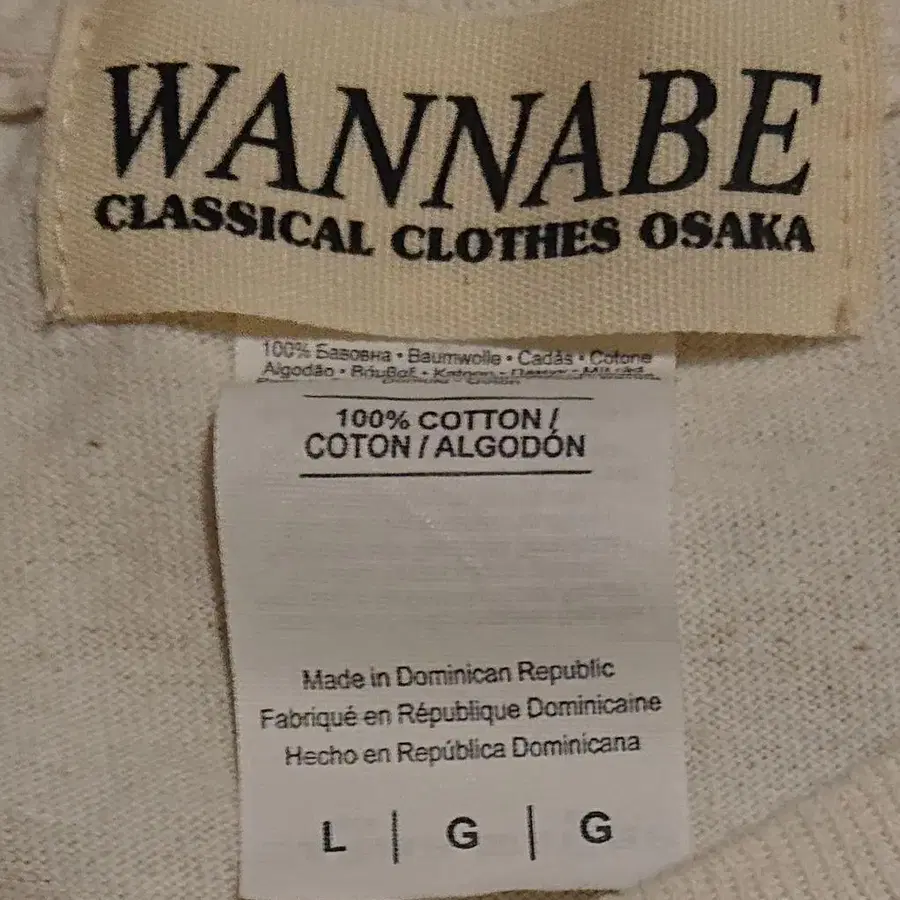 WANNABE
CLASSICAL CLOTHES OSAKA
100% Бавовна • Baumwolle • Cadás • Cotone
Algodão •
100% COTTON /
COTON / ALGODÓN
Made in Dominican Republic
Fabriqué en République Dominicaine
Hecho en República Dominicana
L | G | G